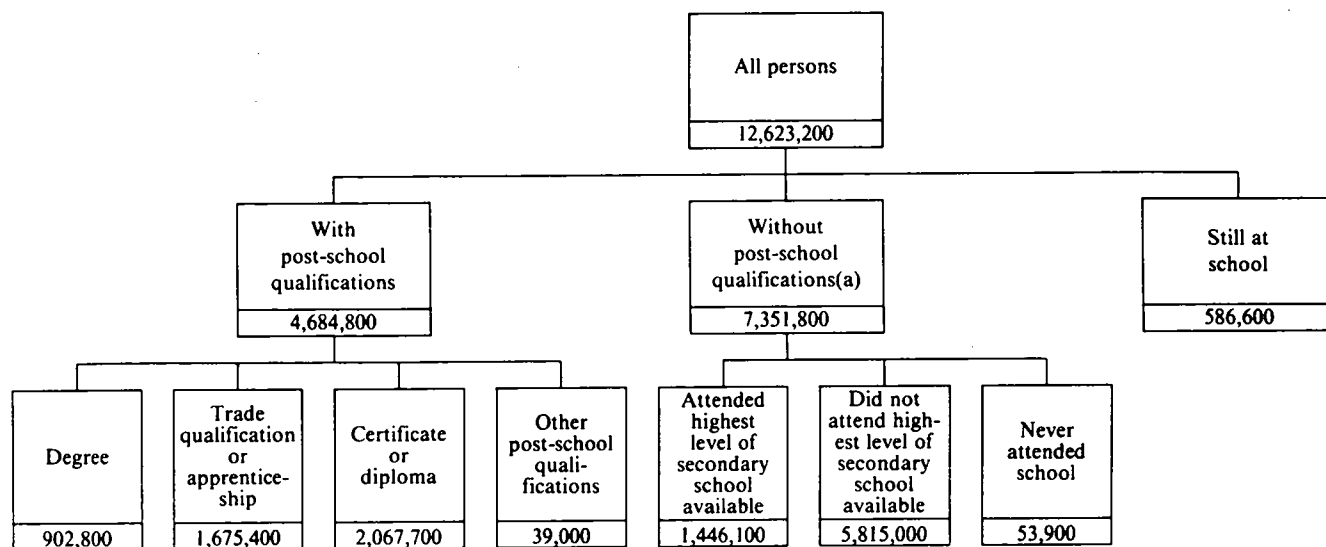 All persons
12,623,200
With
post-school
qualifications
4,684,800
Without
post-school
qualifications(a)
7,351,800
Still at
school
586,600
Degree
902,800
Trade
qualification
or
apprentice-
ship
1,675,400
Certificate
or
diploma
2,067,700
Other
post-school
quali-
fications
39,000
Attended
highest
level of
secondary
school
available
1,446,100
Did not
attend high-
est level of
secondary
school
available
5,815,000
Never
attended
school
53,900